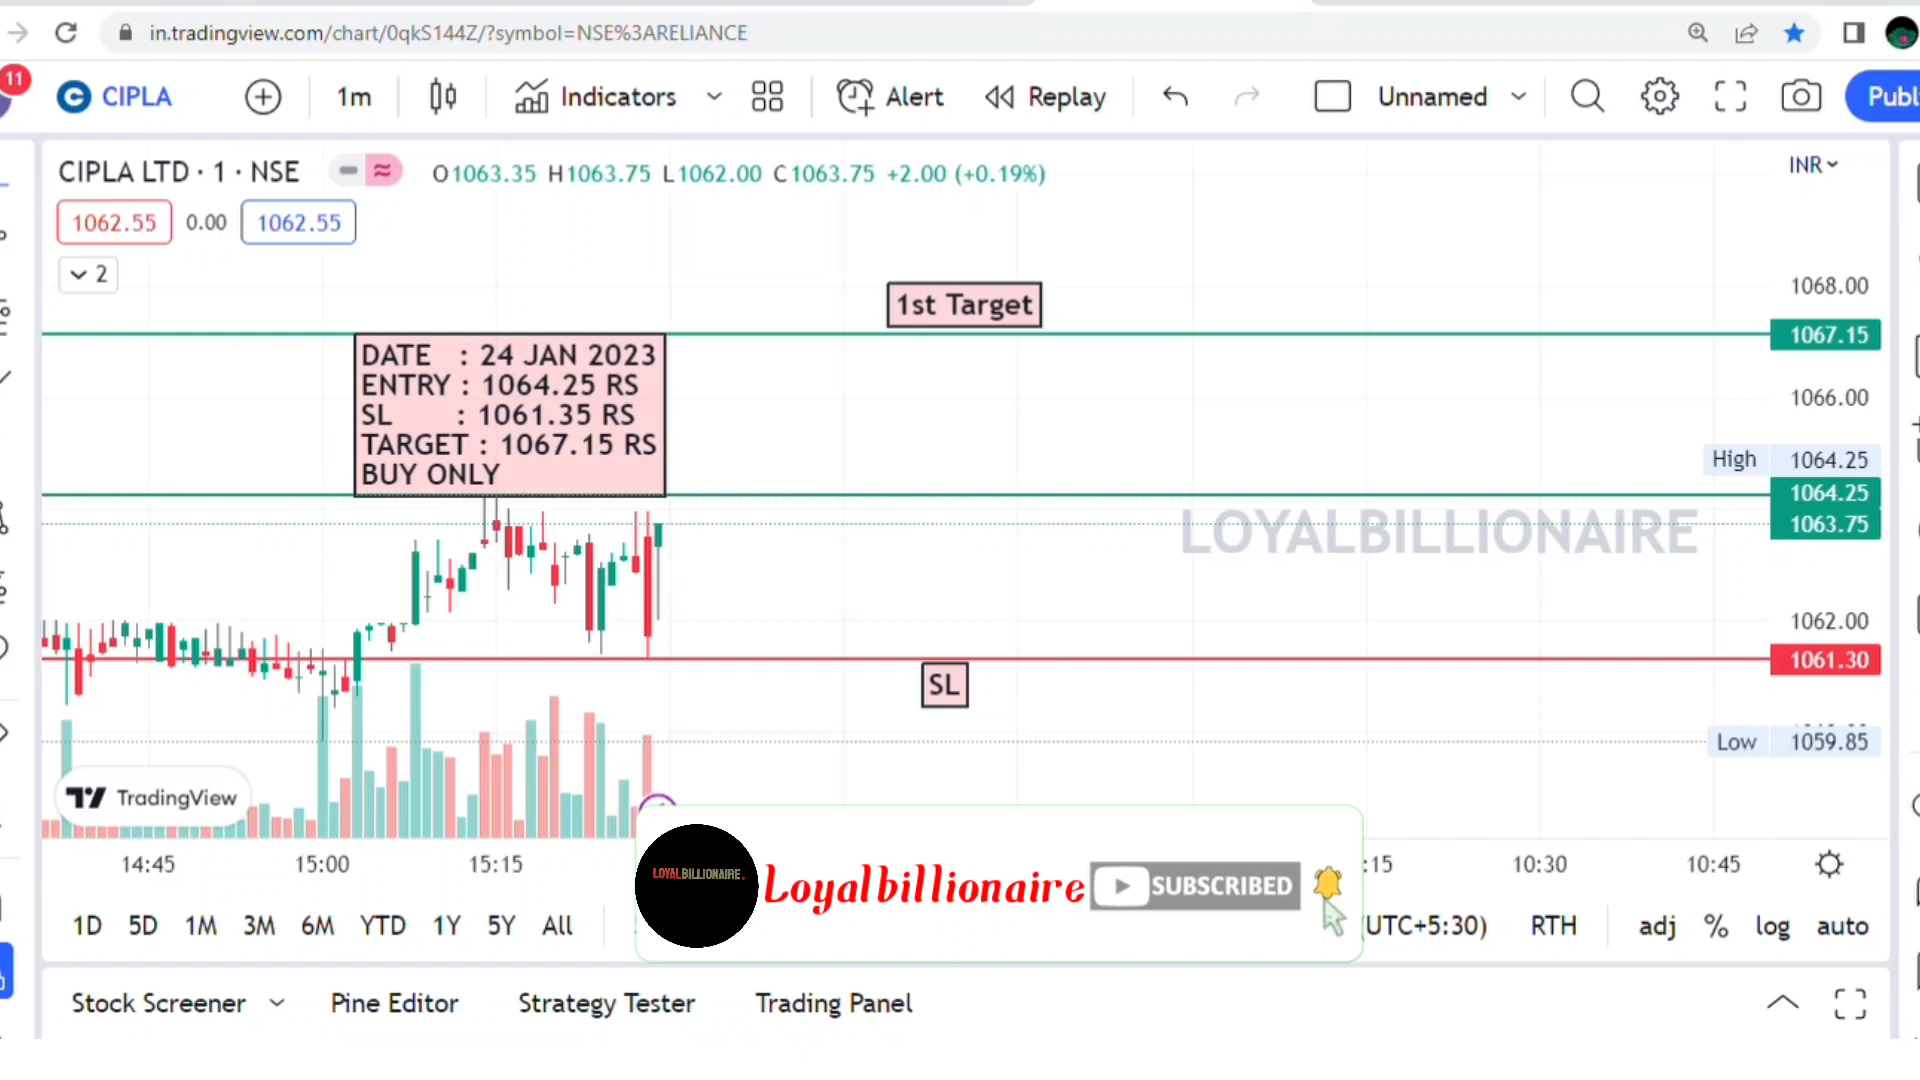 in.tradingview.com/chart/0qkS144Z/?symbol=NSE%3ARELIANCE
11
CIPLA
1m
Indicators
Alert
Replay
Unnamed
Publ
CIPLA LTD · 1 · NSE
O1063.35 H1063.75 L1062.00 C1063.75 +2.00 (+0.19%)
INR
1062.55 0.00 1062.55
2
1068.00
1st Target
1067.15
DATE : 24 JAN 2023
ENTRY : 1064.25 RS
SL : 1061.35 RS
TARGET : 1067.15 RS
BUY ONLY
1066.00
High 1064.25
1064.25
1063.75
LOYALBILLIONAIRE
1062.00
1061.30
SL
Low 1059.85
TradingView
14:45 15:00 15:15 :15 10:30 10:45
LOYALBILLIONAIRE.
Loyalbillionaire
SUBSCRIBED
1D 5D 1M 3M 6M YTD 1Y 5Y All
(UTC+5:30) RTH adj % log auto
Stock Screener Pine Editor Strategy Tester Trading Panel